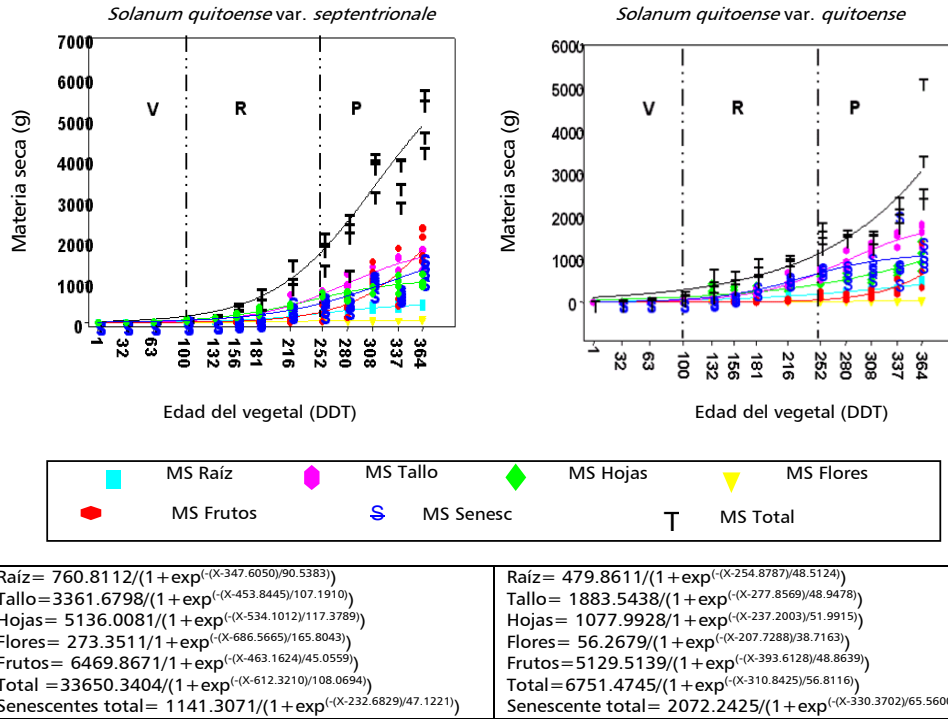 Solanum quitoense var. septentrionale
Solanum quitoense var. quitoense
Materia seca (g)
7000
6000
5000
4000
3000
2000
1000
0
V R P
1 32 63 100 132 156 181 216 252 280 308 337 364
Edad del vegetal (DDT)
Materia seca (g)
6000
5000
4000
3000
2000
1000
0
V R P
1 32 63 100 132 156 181 216 252 280 308 337 364
Edad del vegetal (DDT)
MS Raíz MS Tallo MS Hojas MS Flores
MS Frutos S MS Senesc T MS Total
Raíz= 760.8112/(1+exp(-(X-347.6050)/90.5383))
Tallo=3361.6798/(1+exp(-(X-453.8445)/107.1910)
Hojas= 5136.0081/(1+exp(-(X-534.1012)/117.3789)
Flores= 273.3511/(1+exp(-(X-686.5665)/165.8043)
Frutos= 6469.8671/1+exp(-(X-463.1624)/45.0559)
Total =33650.3404/(1+exp(-(X-612.3210)/108.0694)
Senescentes total= 1141.3071/(1+exp(-(X-232.6829)/47.1221)
Raíz= 479.8611/(1+exp(-(X-254.8787)/48.5124)
Tallo= 1883.5438/(1+exp(-(X-277.8569)/48.9478)
Hojas= 1077.9928/(1+exp(-(X-237.2003)/51.9915)
Flores= 56.2679/(1+exp(-(X-207.7288)/38.7163)
Frutos=5129.5139/(1+exp(-(X-393.6128)/48.8639)
Total=6751.4745/(1+exp(-(X-310.8425)/56.8116)
Senescente total= 2072.2425/(1+exp(-(X-330.3702)/65.560